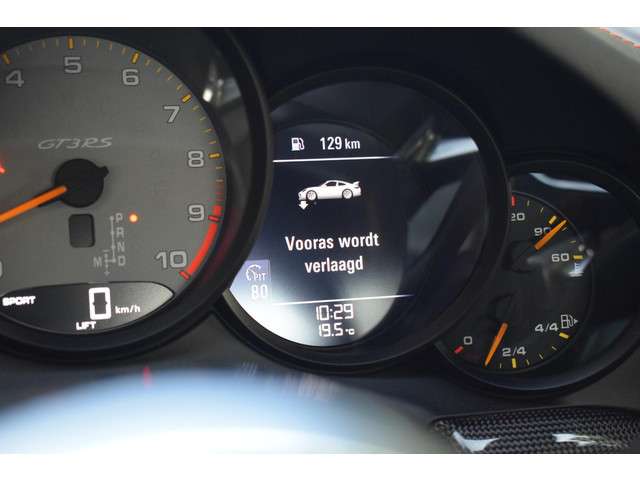 4 5 6 7 8 9 10
GT3RS
P
R
N
M D
SPORT 0 km/h
LIFT
129 km
Vooras wordt
verlaagd
PIT
80
10:29
19.5 °C
120 90 60
0 2/4 4/4